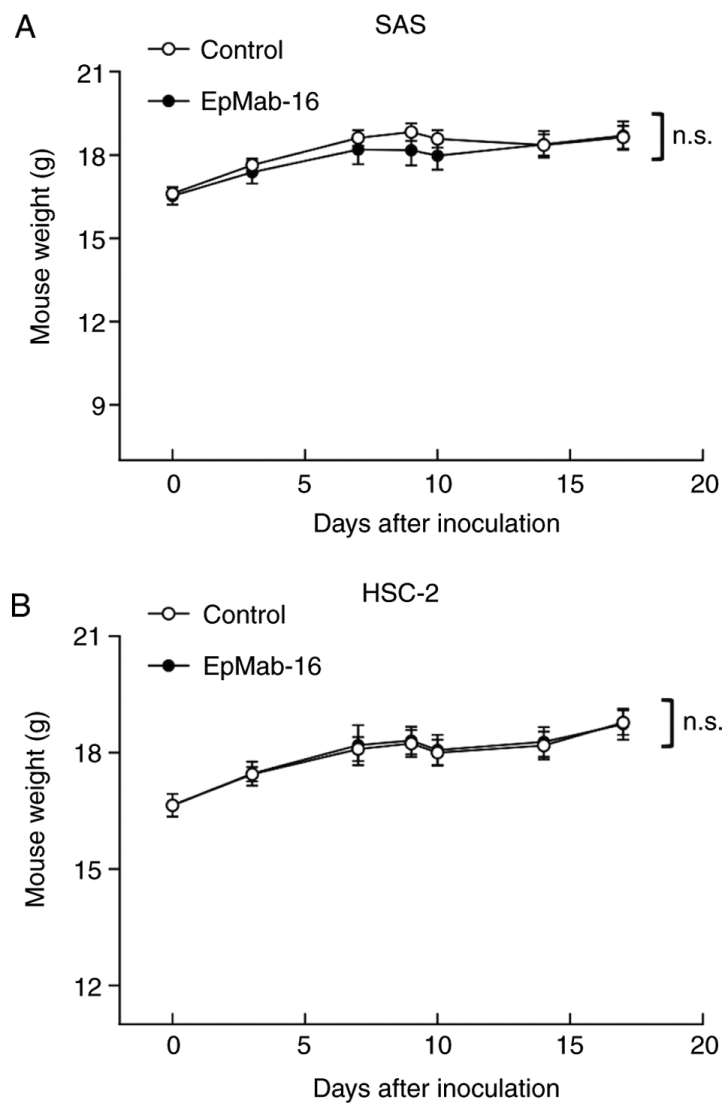 A
SAS
Control
EpMab-16
21
18
15
12
9
Mouse weight (g)
n.s.
0 5 10 15 20
Days after inoculation
B
HSC-2
Control
EpMab-16
21
18
15
12
Mouse weight (g)
n.s.
0 5 10 15 20
Days after inoculation